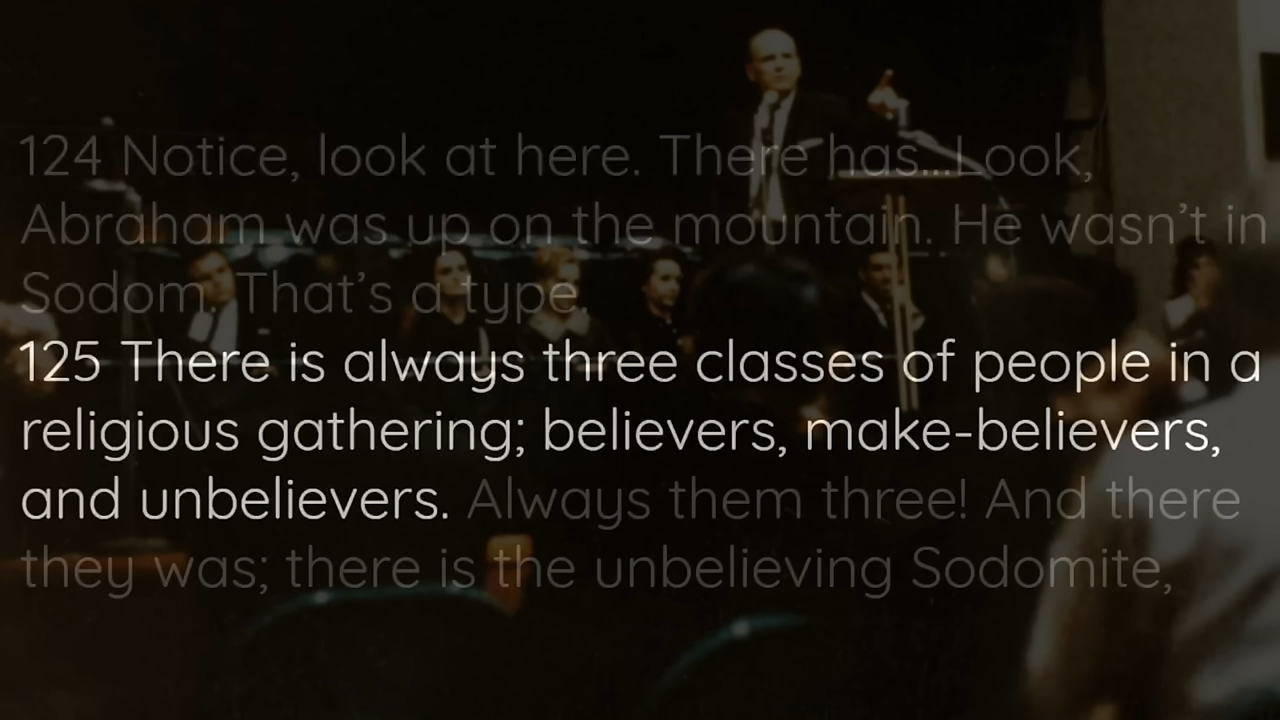 124 Notice, look at here. There has...Look,
Abraham was up on the mountain. He wasn't in
Sodom. That's a type.
125 There is always three classes of people in a
religious gathering; believers, make-believers,
and unbelievers. Always them three! And there
they was; there is the unbelieving Sodomite,